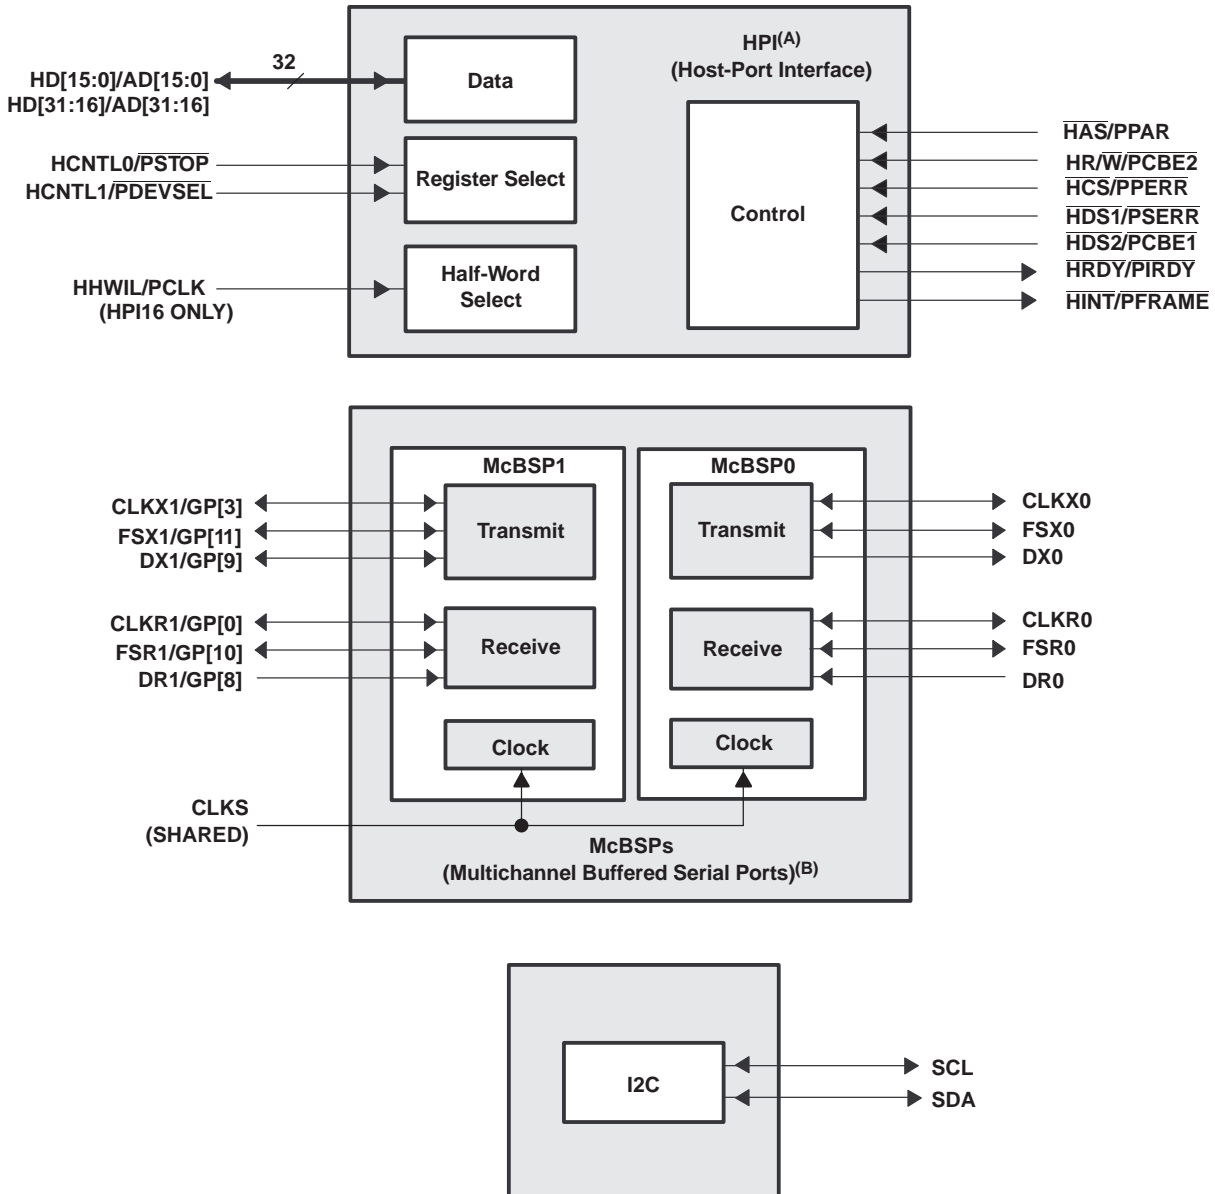 HPI(A)
(Host-Port Interface)
32
HD[15:0]/AD[15:0]
HD[31:16]/AD[31:16]
Data
HCNTL0/PSTOP
HCNTL1/PDEVSEL
Register Select
HHWIL/PCLK
(HPI16 ONLY)
Half-Word
Select
Control
HAS/PPAR
HR/W/PCBE2
HCS/PPERR
HDS1/PSERR
HDS2/PCBE1
HRDY/PIRDY
HINT/PFRAME
McBSP1
McBSP0
CLKX1/GP[3]
FSX1/GP[11]
DX1/GP[9]
Transmit
Transmit
CLKX0
FSX0
DX0
CLKR1/GP[0]
FSR1/GP[10]
DR1/GP[8]
Receive
Receive
CLKR0
FSR0
DR0
Clock
Clock
CLKS
(SHARED)
McBSPs
(Multichannel Buffered Serial Ports)(B)
I2C
SCL
SDA